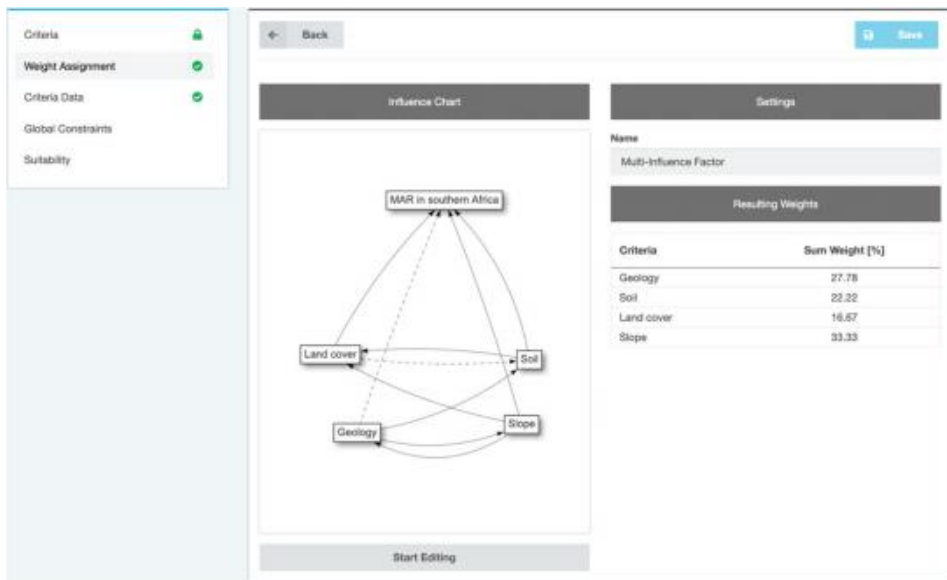 Criteria
Weight Assignment
Criteria Data
Global Constraints
Suitability
Back
Save
Influence Chart
MAR in southern Africa
Land cover
Soil
Geology
Slope
Start Editing
Settings
Name
Multi-Influence Factor
Resulting Weights
Criteria Sum Weight [%]
Geology 27.78
Soil 22.22
Land cover 16.67
Slope 33.33